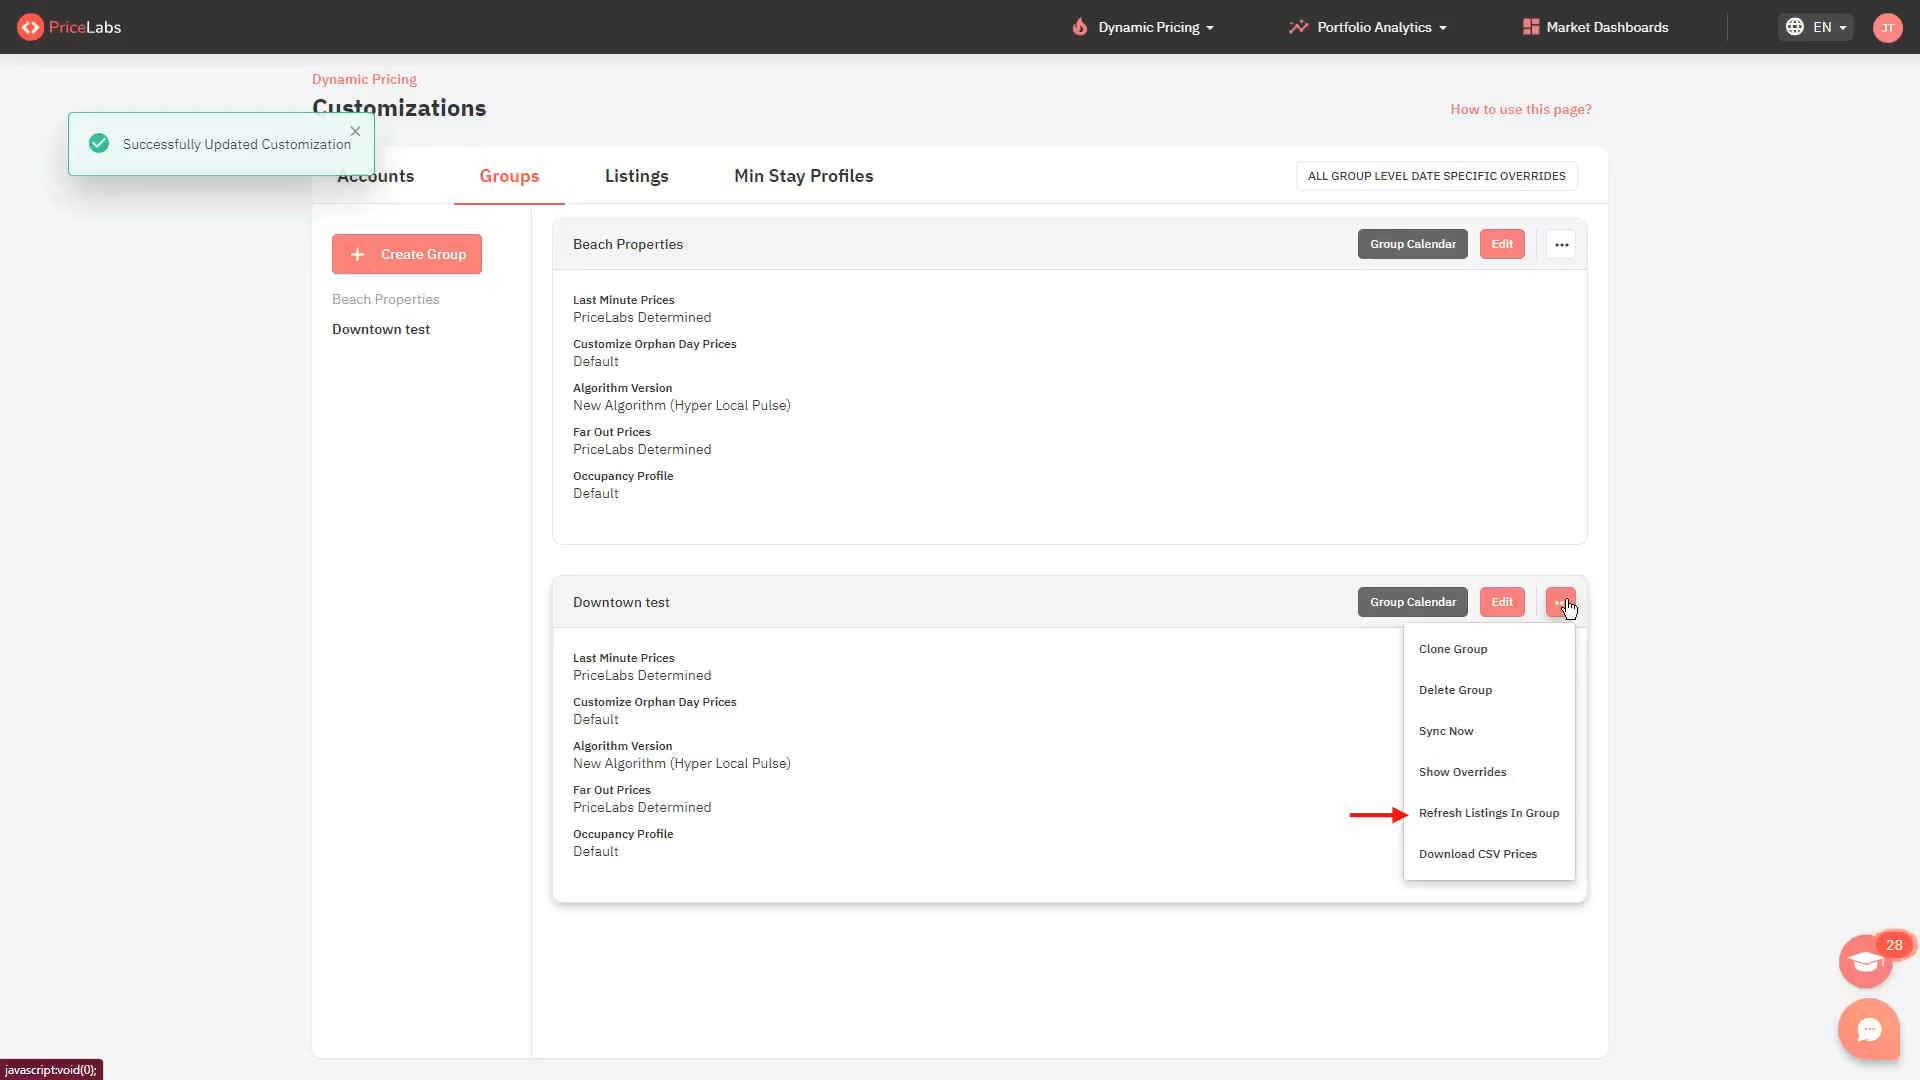 PriceLabs
Dynamic Pricing
Portfolio Analytics
Market Dashboards
EN
JT
Dynamic Pricing
Customizations
How to use this page?
Successfully Updated Customization
Accounts
Groups
Listings
Min Stay Profiles
ALL GROUP LEVEL DATE SPECIFIC OVERRIDES
+ Create Group
Beach Properties
Downtown test
Beach Properties
Group Calendar
Edit
Last Minute Prices
PriceLabs Determined
Customize Orphan Day Prices
Default
Algorithm Version
New Algorithm (Hyper Local Pulse)
Far Out Prices
PriceLabs Determined
Occupancy Profile
Default
Downtown test
Group Calendar
Edit
Last Minute Prices
PriceLabs Determined
Customize Orphan Day Prices
Default
Algorithm Version
New Algorithm (Hyper Local Pulse)
Far Out Prices
PriceLabs Determined
Occupancy Profile
Default
Clone Group
Delete Group
Sync Now
Show Overrides
Refresh Listings In Group
Download CSV Prices
28
javascript:void(0);